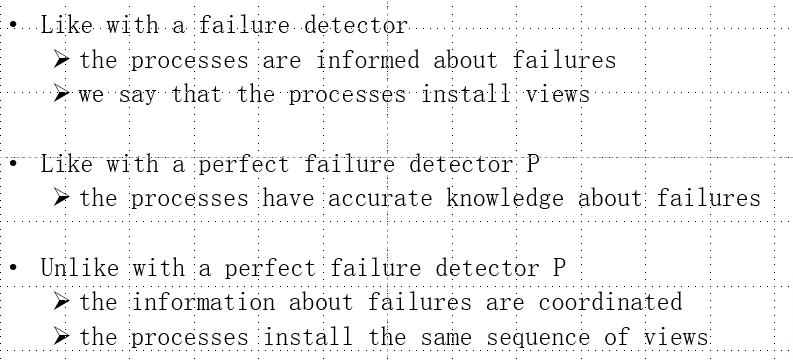 • Like with a failure detector
➢ the processes are informed about failures
➢ we say that the processes install views
• Like with a perfect failure detector P
➢ the processes have accurate knowledge about failures
• Unlike with a perfect failure detector P
➢ the information about failures are coordinated
➢ the processes install the same sequence of views